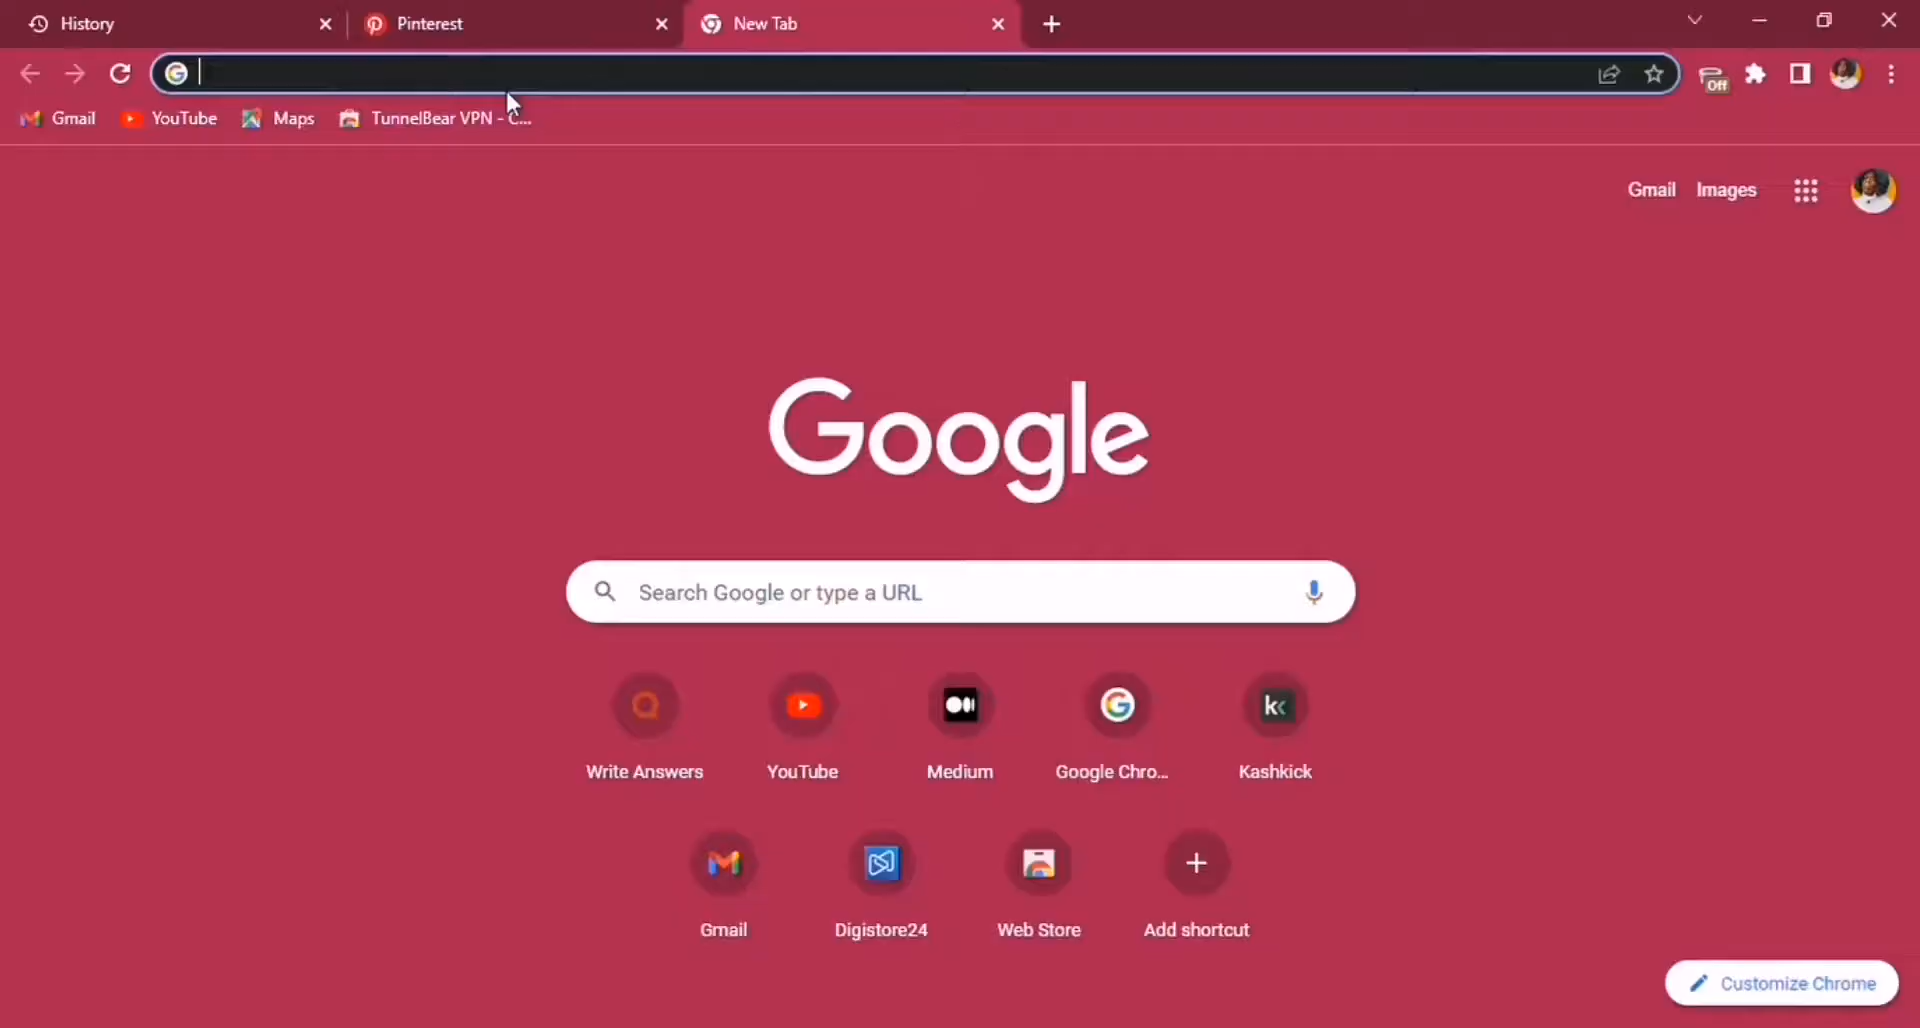 History
Pinterest
New Tab
Off
Gmail
YouTube
Maps
TunnelBear VPN - C...
Gmail
Images
Google
Search Google or type a URL
Write Answers
YouTube
Medium
Google Chro...
Kashkick
Gmail
Digistore24
Web Store
Add shortcut
Customize Chrome